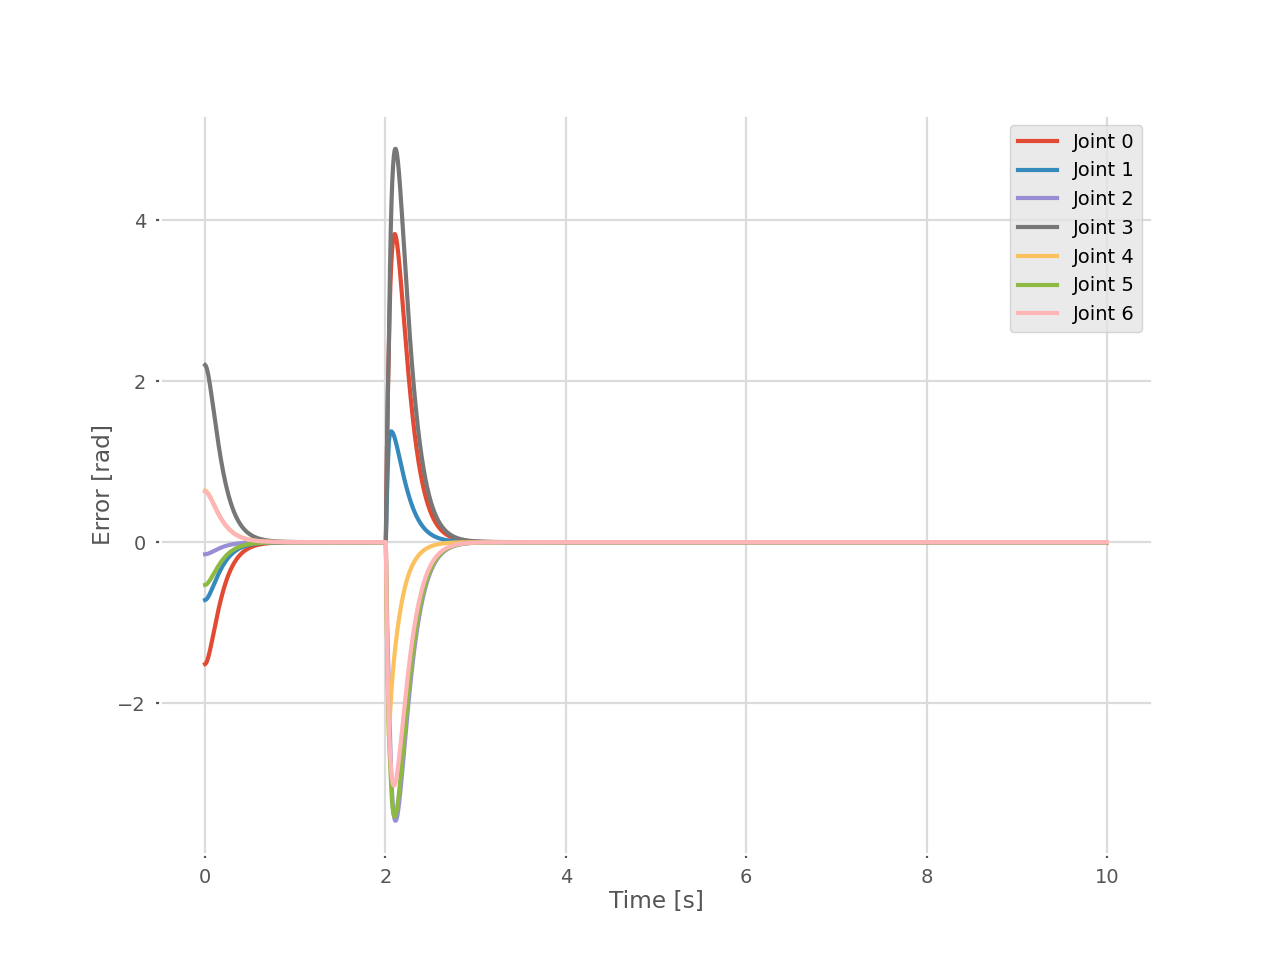 Joint 0
Joint 1
Joint 2
Joint 3
Joint 4
Joint 5
Joint 6
Error [rad]
4
2
0
−2
0 2 4 6 8 10
Time [s]